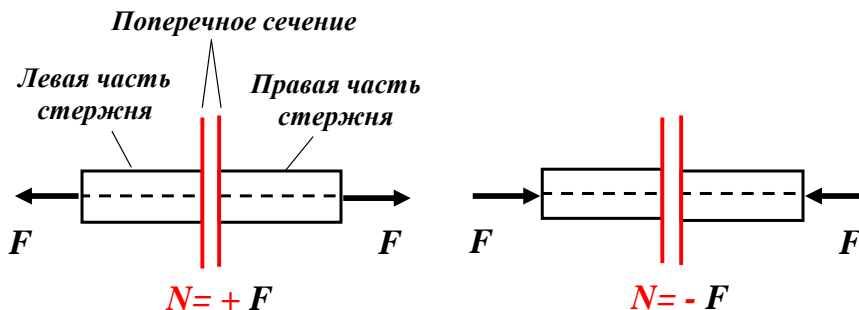 Поперечное сечение
Левая часть
стержня
Правая часть
стержня
F
F
F
F
N= + F
N= - F